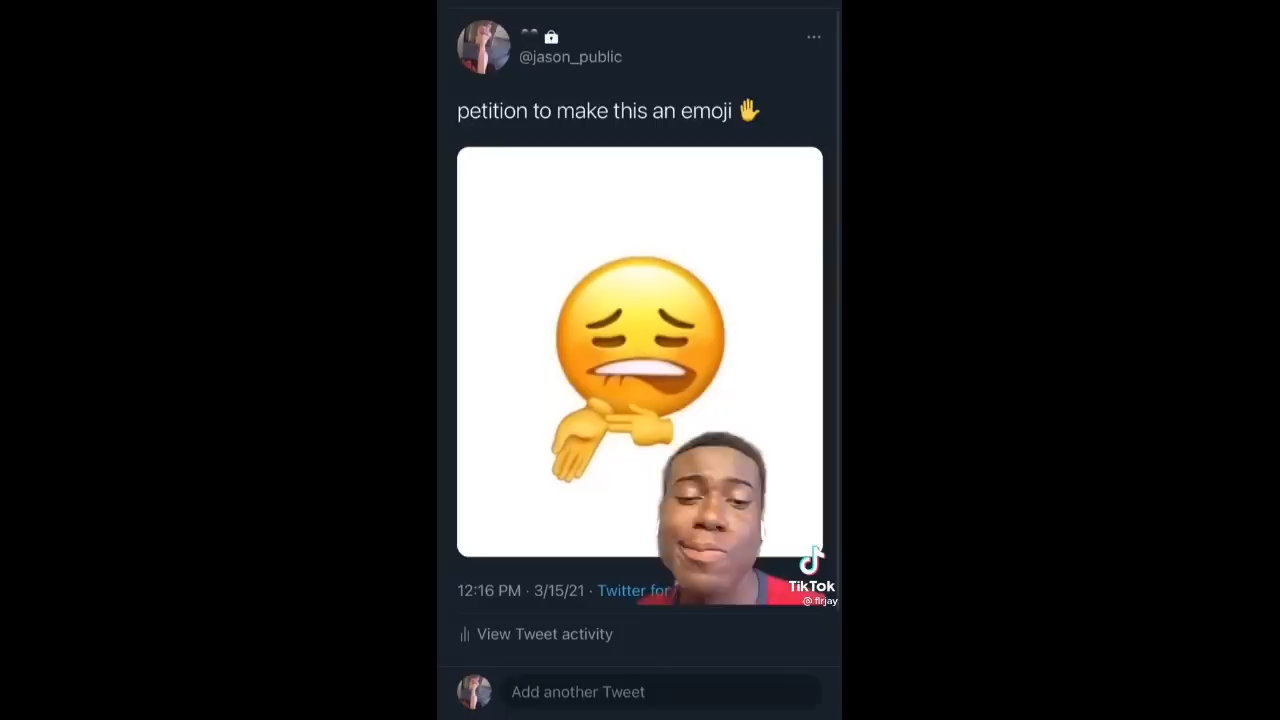 @jason_public
petition to make this an emoji ✋
12:16 PM · 3/15/21 · Twitter for
View Tweet activity
Add another Tweet
TikTok
@ firjay